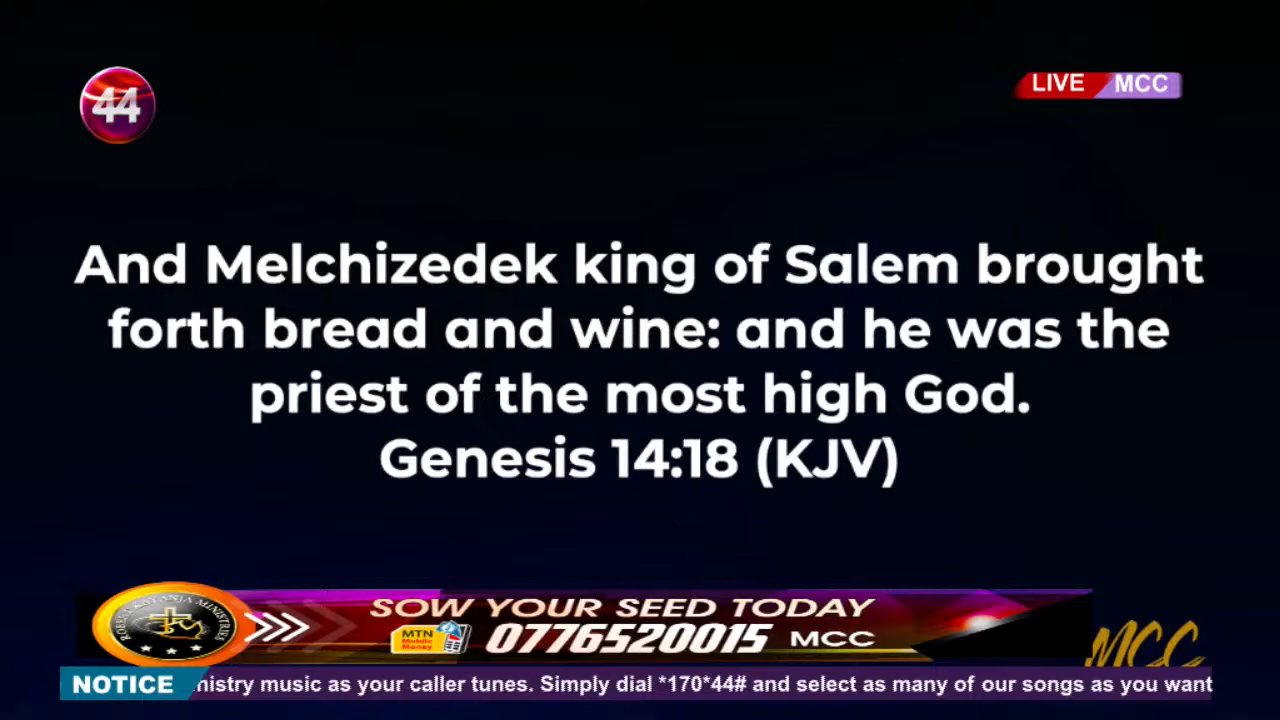 44
LIVE MCC
And Melchizedek king of Salem brought
forth bread and wine: and he was the
priest of the most high God.
Genesis 14:18 (KJV)
ROBERT KAYANJA MINISTRIES
SOW YOUR SEED TODAY
MTN
Mobile
Money
0776520015 MCC
MCC
NOTICE nistry music as your caller tunes. Simply dial *170*44# and select as many of our songs as you want